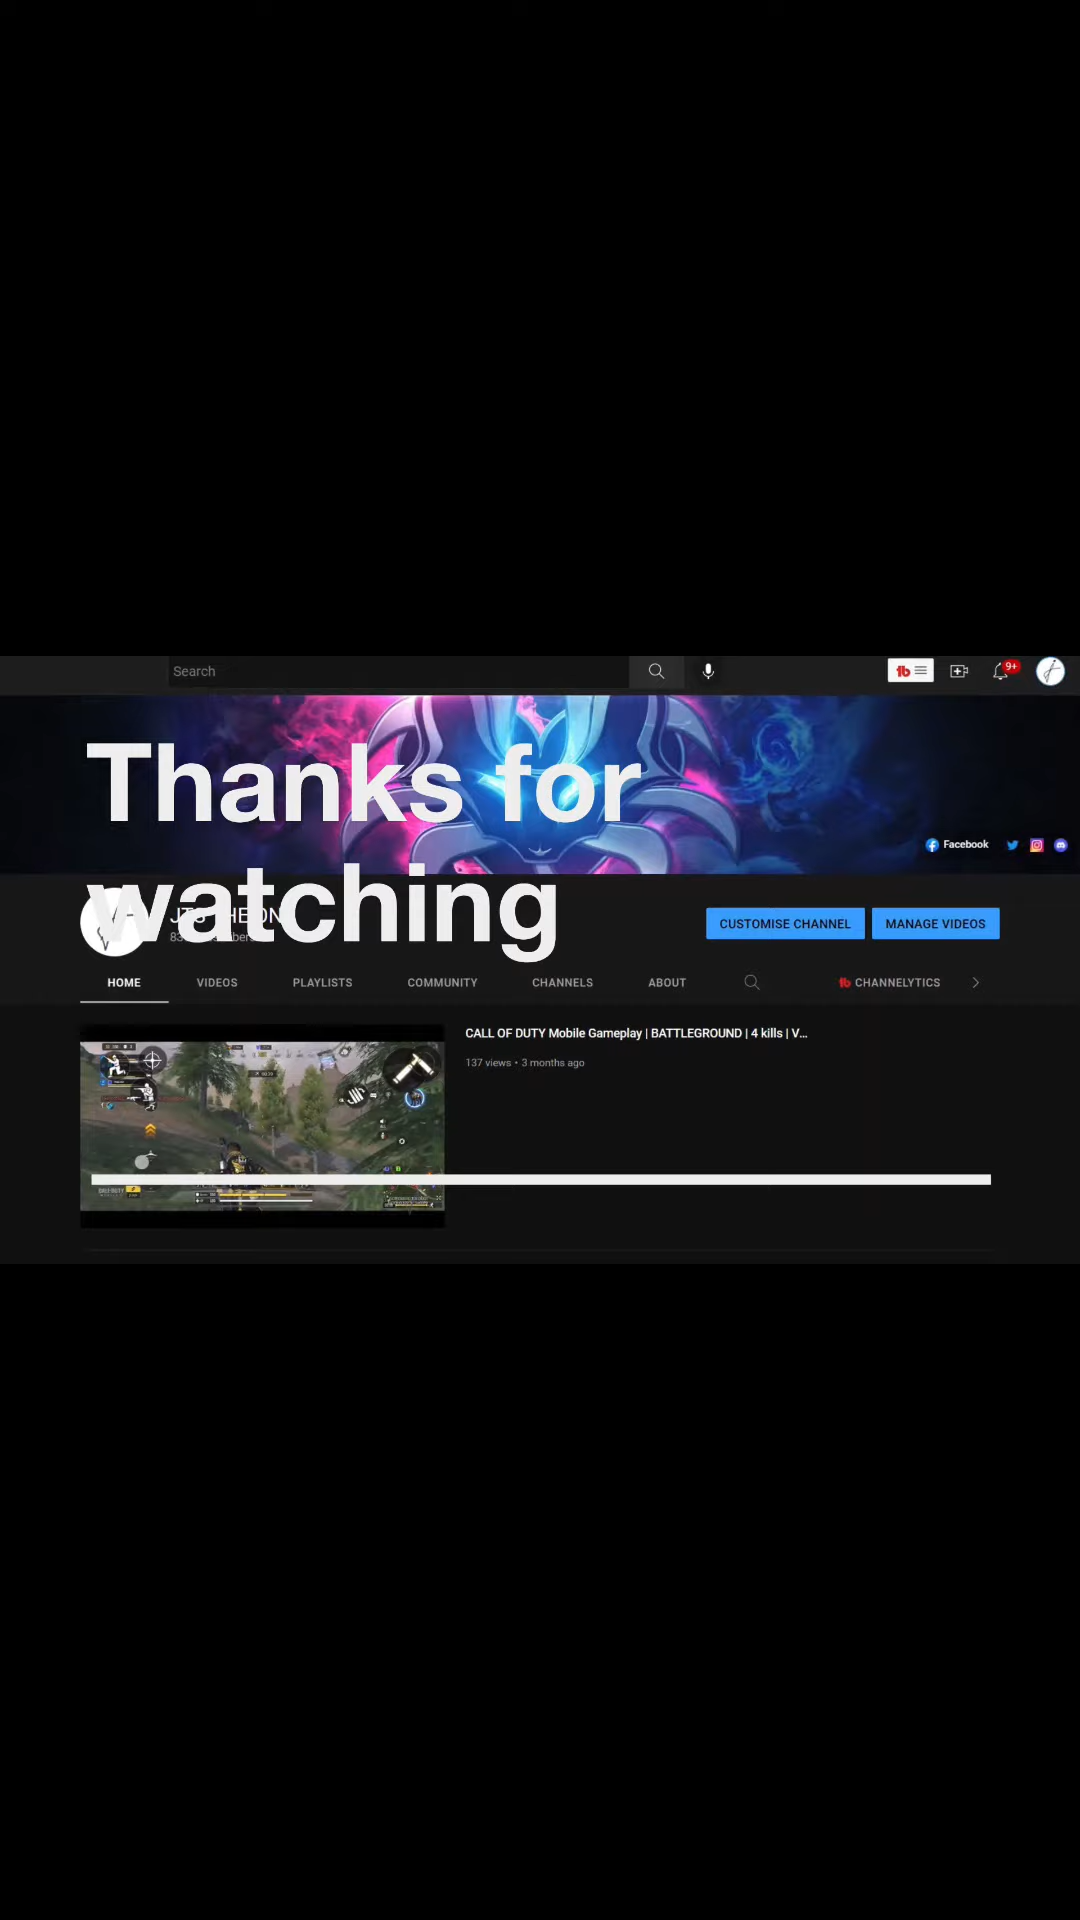 Search
9+
Thanks for
watching
Facebook
CUSTOMISE CHANNEL
MANAGE VIDEOS
HOME
VIDEOS
PLAYLISTS
COMMUNITY
CHANNELS
ABOUT
CHANNELYTICS
CALL OF DUTY Mobile Gameplay | BATTLEGROUND | 4 kills | V...
137 views • 3 months ago